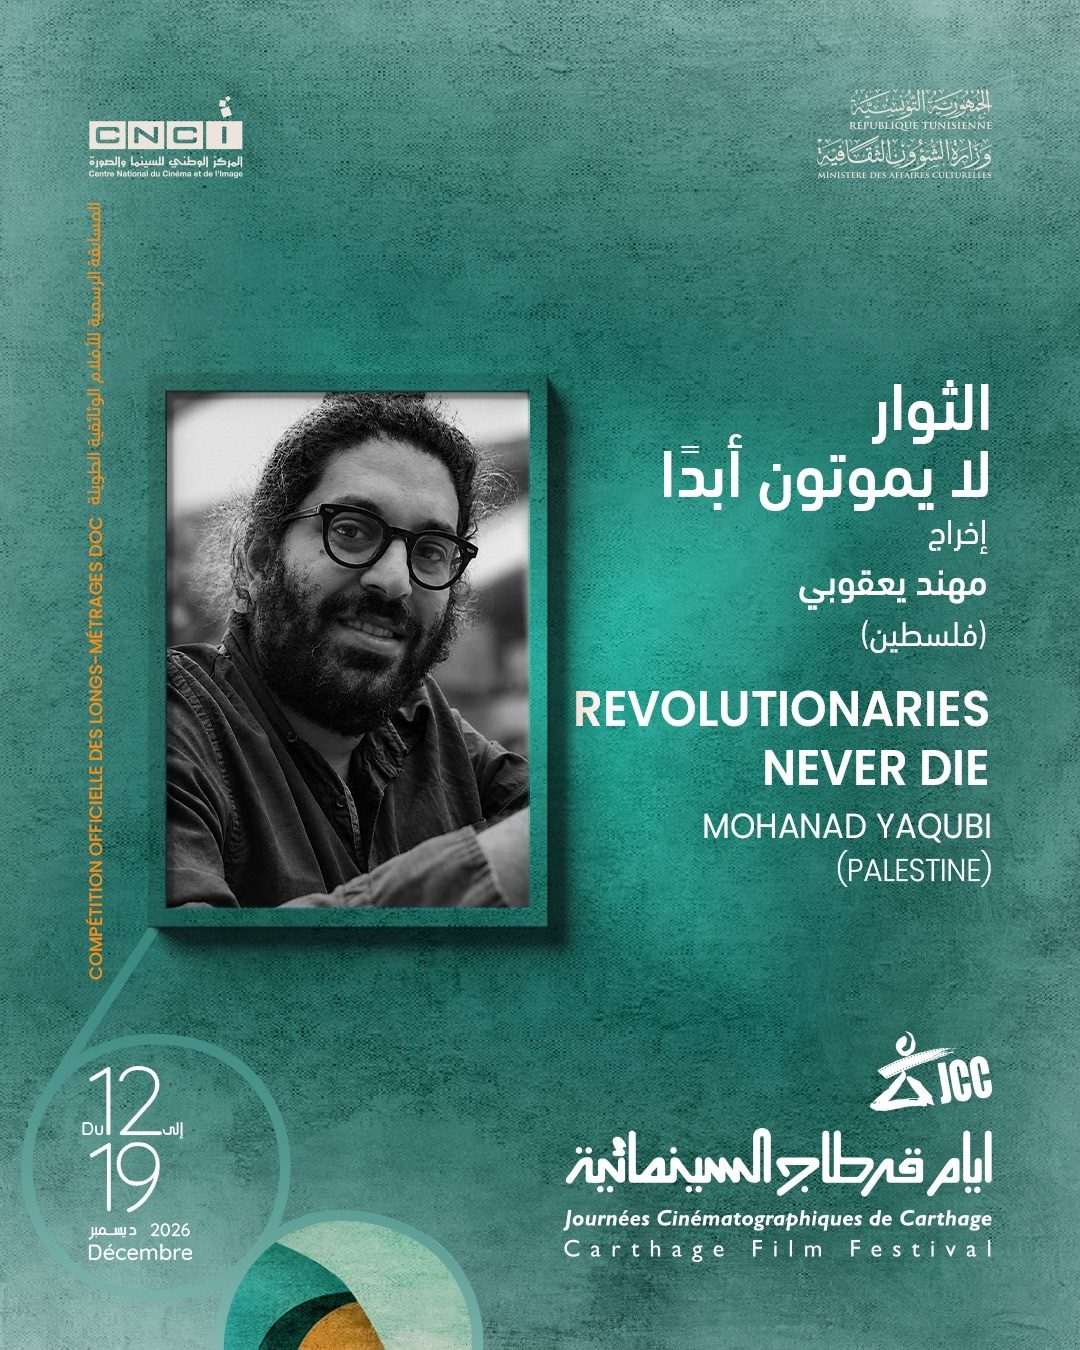 CNCI
المركز الوطني للسينما والصورة
Centre National du Cinéma et de l'Image
الجمهورية التونسية
RÉPUBLIQUE TUNISIENNE
وزارة الشؤون الثقافية
MINISTERE DES AFFAIRES CULTURELLES
المسابقة الرسمية للأفلام الوثائقية الطويلة
COMPÉTITION OFFICIELLE DES LONGS-MÉTRAGES DOC
الثوار
لا يموتون أبدًا
إخراج
مهند يعقوبي
(فلسطين)
REVOLUTIONARIES
NEVER DIE
MOHANAD YAQUBI
(PALESTINE)
Du 12 إلى
19
ديسمبر 2026
Décembre
JCC
ايام قرطاج السينمائية
Journées Cinématographiques de Carthage
Carthage Film Festival